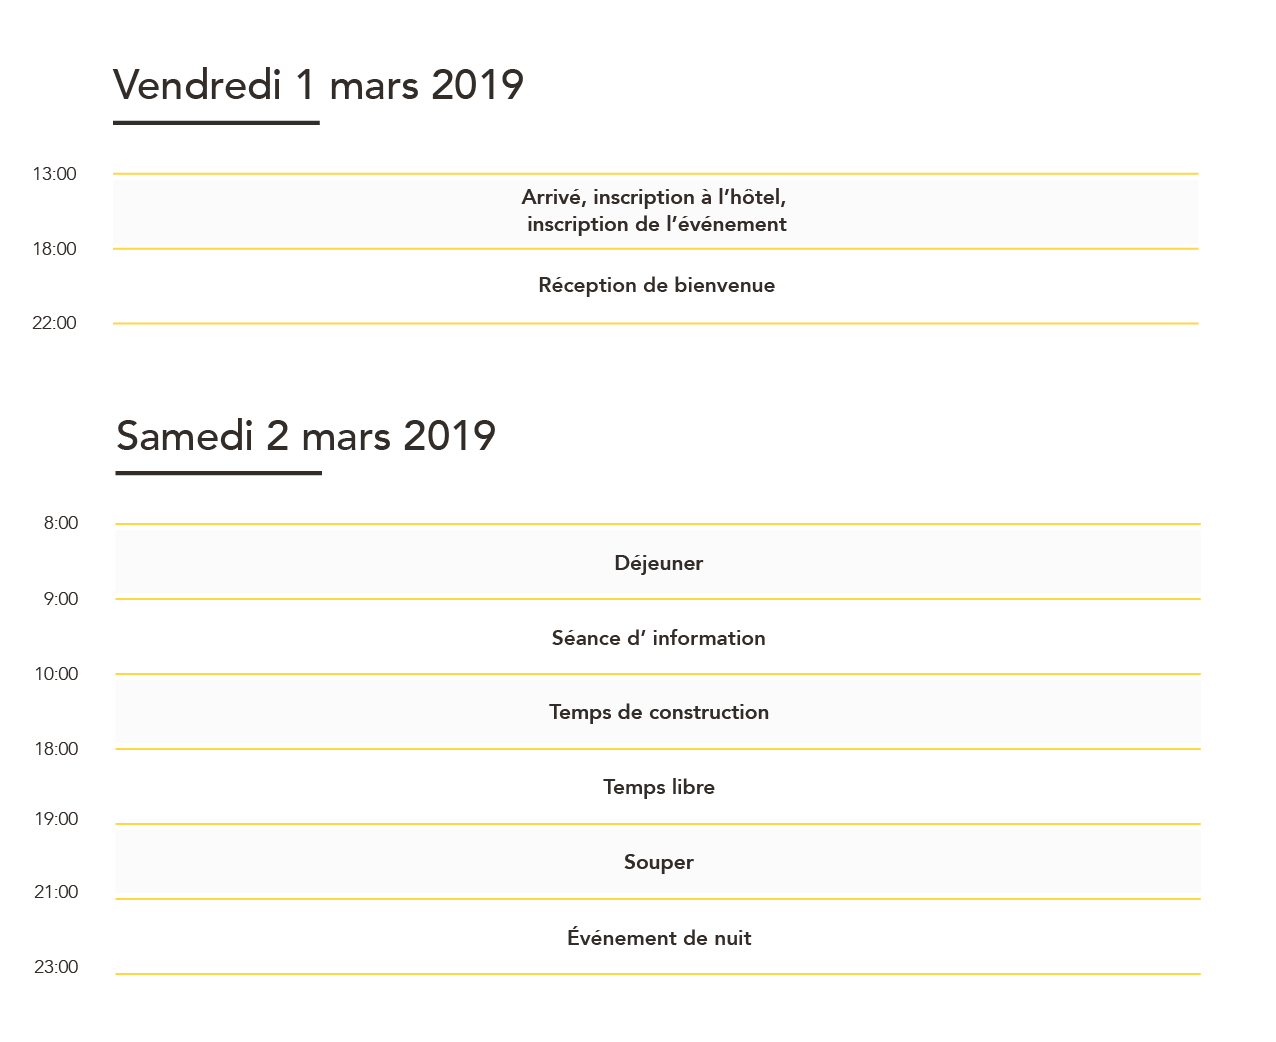 Vendredi 1 mars 2019
13:00
Arrivé, inscription à l’hôtel,
inscription de l’événement
18:00
Réception de bienvenue
22:00
Samedi 2 mars 2019
8:00
Déjeuner
9:00
Séance d’ information
10:00
Temps de construction
18:00
Temps libre
19:00
Souper
21:00
Événement de nuit
23:00